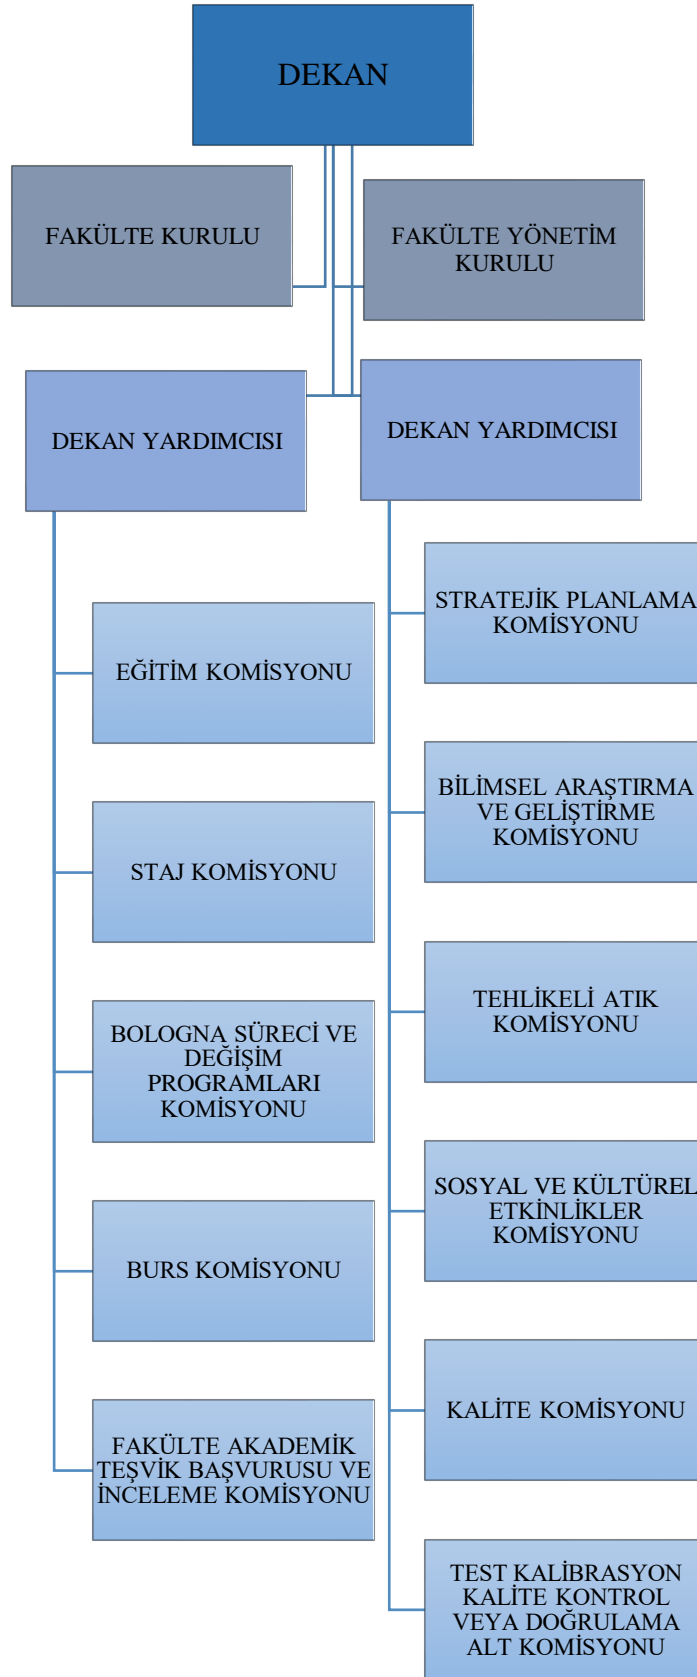 DEKAN
FAKÜLTE KURULU
FAKÜLTE YÖNETİM
KURULU
DEKAN YARDIMCISI
DEKAN YARDIMCISI
EĞİTİM KOMİSYONU
STAJ KOMİSYONU
BOLOGNA SÜRECİ VE
DEĞİŞİM
PROGRAMLARI
KOMİSYONU
BURS KOMİSYONU
FAKÜLTE AKADEMİK
TEŞVİK BAŞVURUSU VE
İNCELEME KOMİSYONU
STRATEJİK PLANLAMA
KOMİSYONU
BİLİMSEL ARAŞTIRMA
VE GELİŞTİRME
KOMİSYONU
TEHLİKELİ ATIK
KOMİSYONU
SOSYAL VE KÜLTÜREL
ETKİNLİKLER
KOMİSYONU
KALİTE KOMİSYONU
TEST KALİBRASYON
KALİTE KONTROL
VEYA DOĞRULAMA
ALT KOMİSYONU